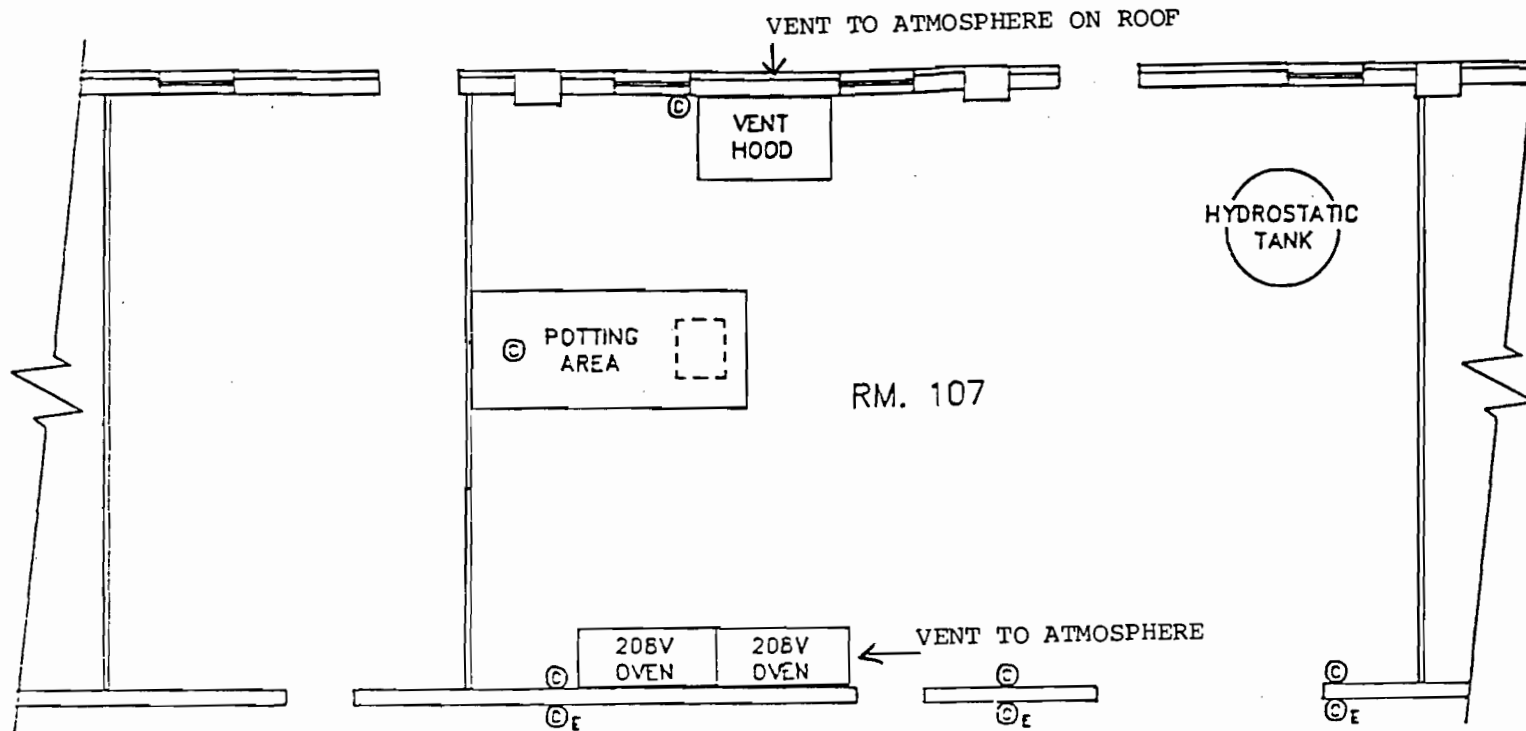 VENT TO ATMOSPHERE ON ROOF
©
VENT
HOOD
HYDROSTATIC
TANK
© POTTING
AREA
RM. 107
208V
OVEN
208V
OVEN
VENT TO ATMOSPHERE
©
©
©
©E
©E
©E